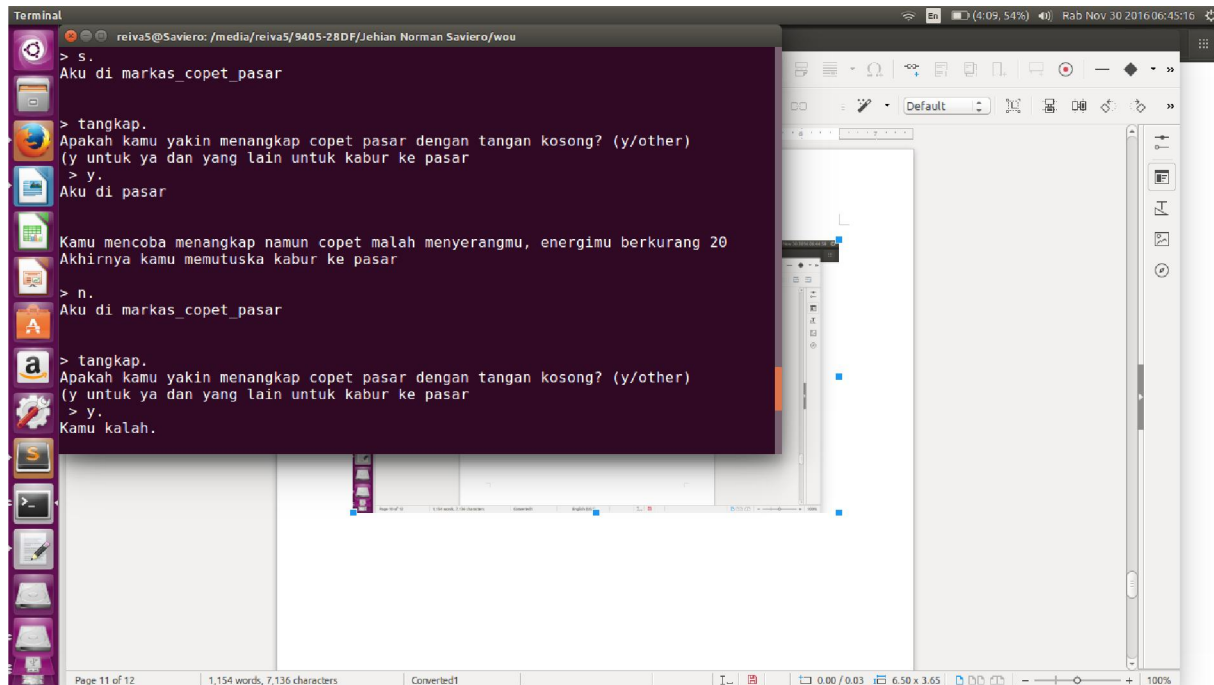 Terminal
En (4:09, 54%) Rab Nov 30 2016 06:45:16
reiva5@Saviero: /media/reiva5/9405-28DF/Jehian Norman Saviero/wou
> s.
Aku di markas_copet_pasar
> tangkap.
Apakah kamu yakin menangkap copet pasar dengan tangan kosong? (y/other)
(y untuk ya dan yang lain untuk kabur ke pasar
> y.
Aku di pasar
Kamu mencoba menangkap namun copet malah menyerangmu, energimu berkurang 20
Akhirnya kamu memutuska kabur ke pasar
> n.
Aku di markas_copet_pasar
> tangkap.
Apakah kamu yakin menangkap copet pasar dengan tangan kosong? (y/other)
(y untuk ya dan yang lain untuk kabur ke pasar
> y.
Kamu kalah.
Default
Page 11 of 12 1,154 words, 7,136 characters Converted1 0.00 / 0.03 6.50 x 3.65 100%